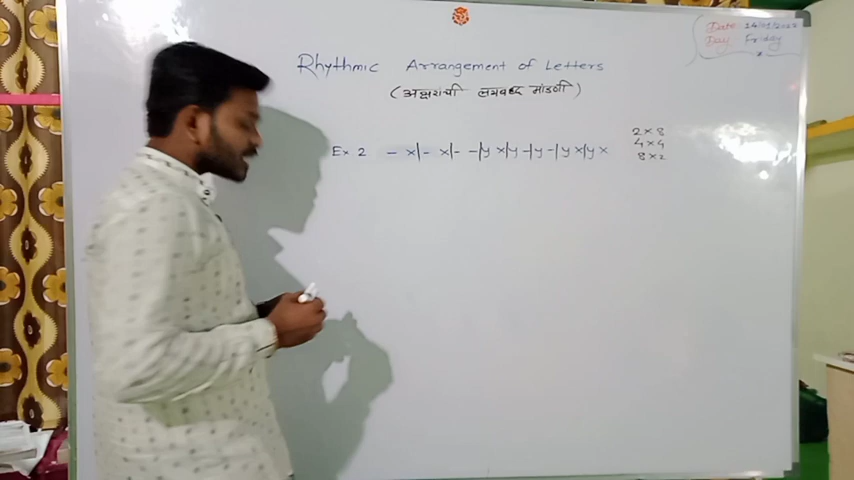 Date: 14/01/2022
Day: Friday
Rhythmic Arrangement of Letters
(अक्षरांची लयबध्द मांडणी)
Ex 2 - x|- x|- -|y x|y -|y -|y x|y x
2 x 8
4 x 4
8 x 2